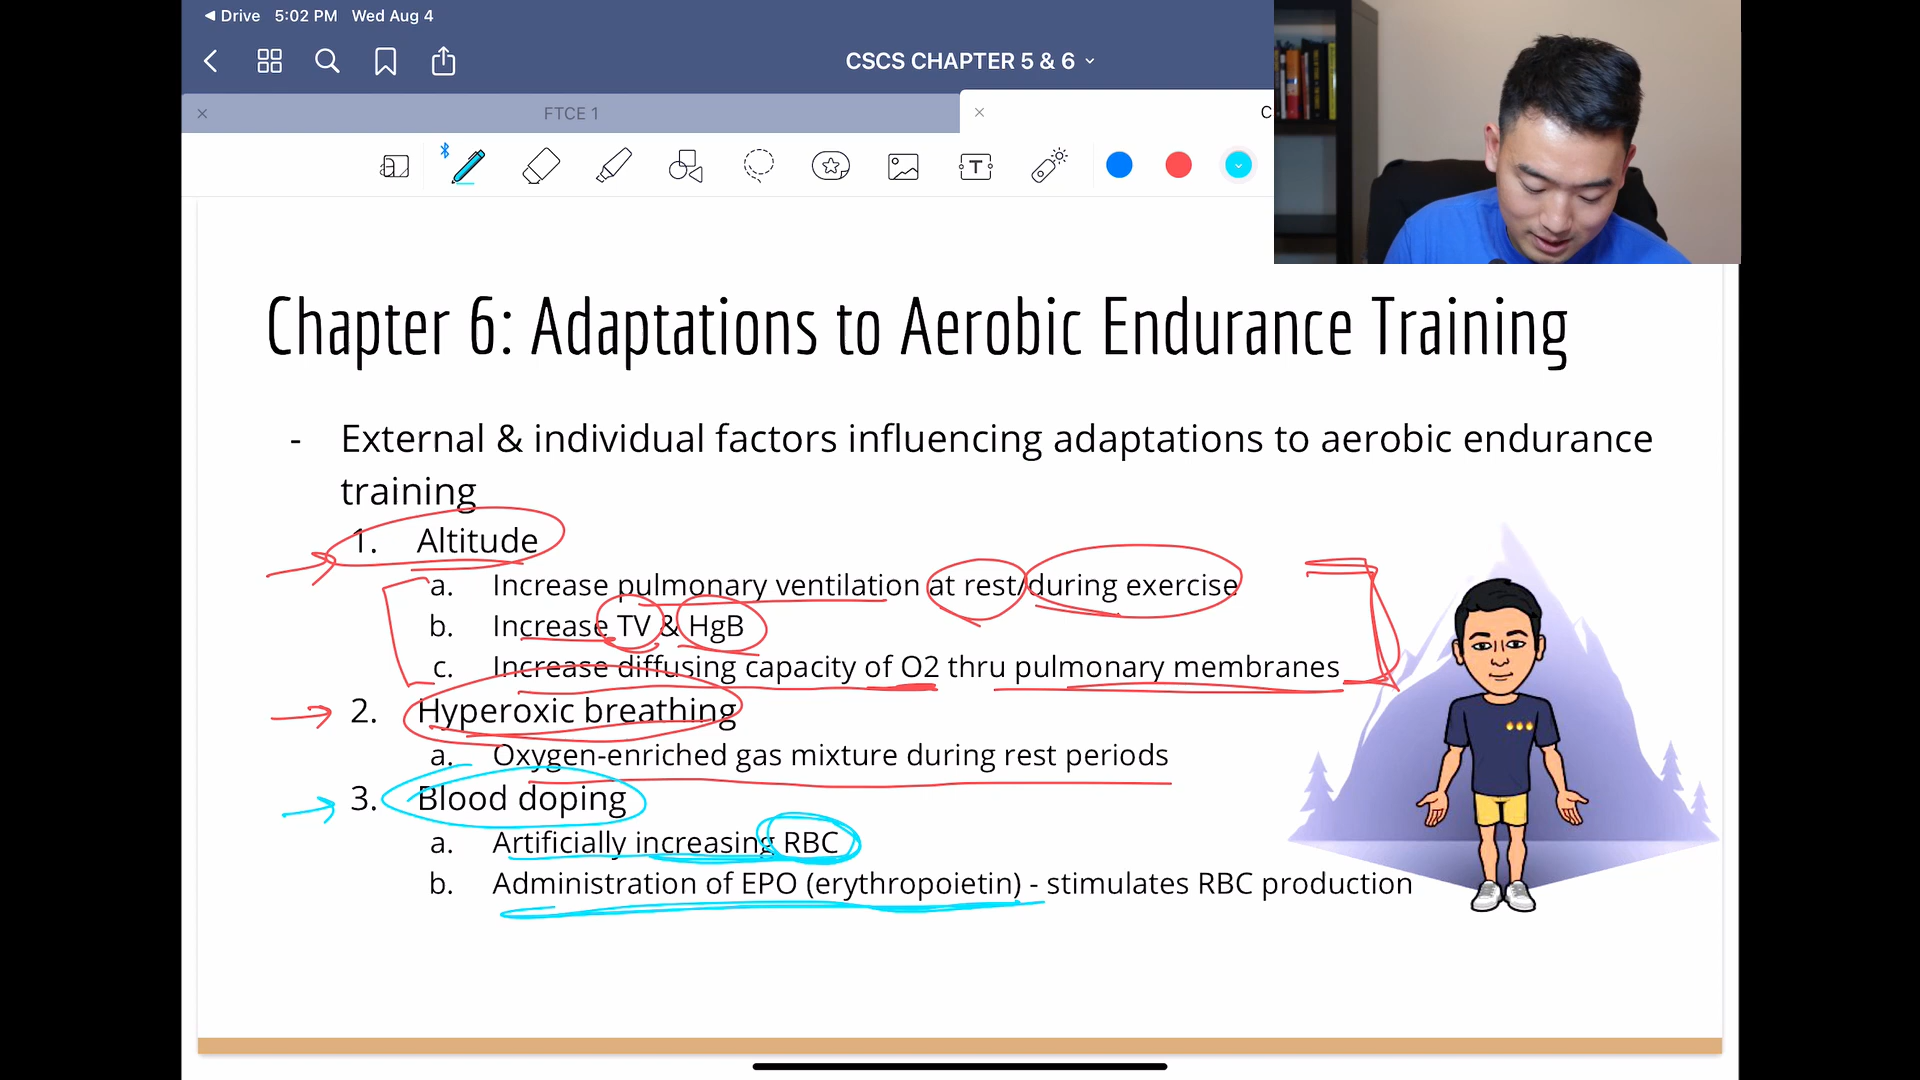 Drive 5:02 PM Wed Aug 4
CSCS CHAPTER 5 & 6
FTCE 1
C
T
Chapter 6: Adaptations to Aerobic Endurance Training
- External & individual factors influencing adaptations to aerobic endurance
training
1. Altitude
a. Increase pulmonary ventilation at rest/during exercise
b. Increase TV & HgB
c. Increase diffusing capacity of O2 thru pulmonary membranes
2. Hyperoxic breathing
a. Oxygen-enriched gas mixture during rest periods
3. Blood doping
a. Artificially increasing RBC
b. Administration of EPO (erythropoietin) - stimulates RBC production